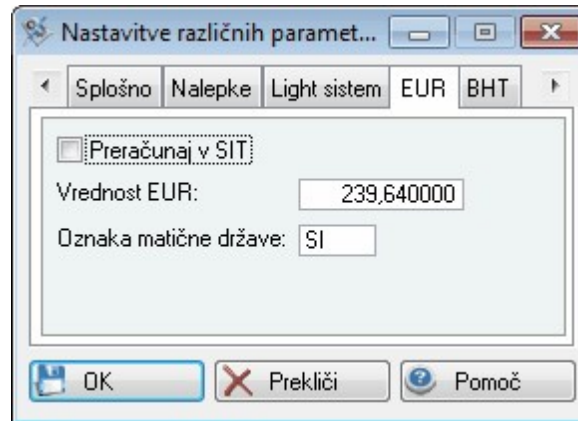 Nastavitve različnih paramet...
Splošno Nalepke Light sistem EUR BHT
Preračunaj v SIT
Vrednost EUR: 239,640000
Oznaka matične države: SI
OK Prekliči Pomoč